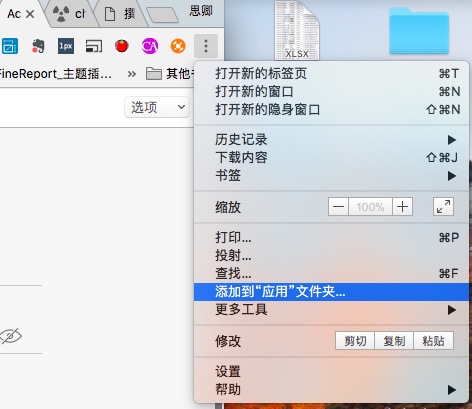 Ac
cl
撰
思卿
1px
CA
XLSX
FineReport_主题插...
»
其他书
选项
打开新的标签页 ⌘T
打开新的窗口 ⌘N
打开新的隐身窗口 ⇧⌘N
历史记录
下载内容 ⇧⌘J
书签
缩放 — 100% +
打印... ⌘P
投射...
查找... ⌘F
添加到“应用”文件夹...
更多工具
修改 剪切 复制 粘贴
设置
帮助